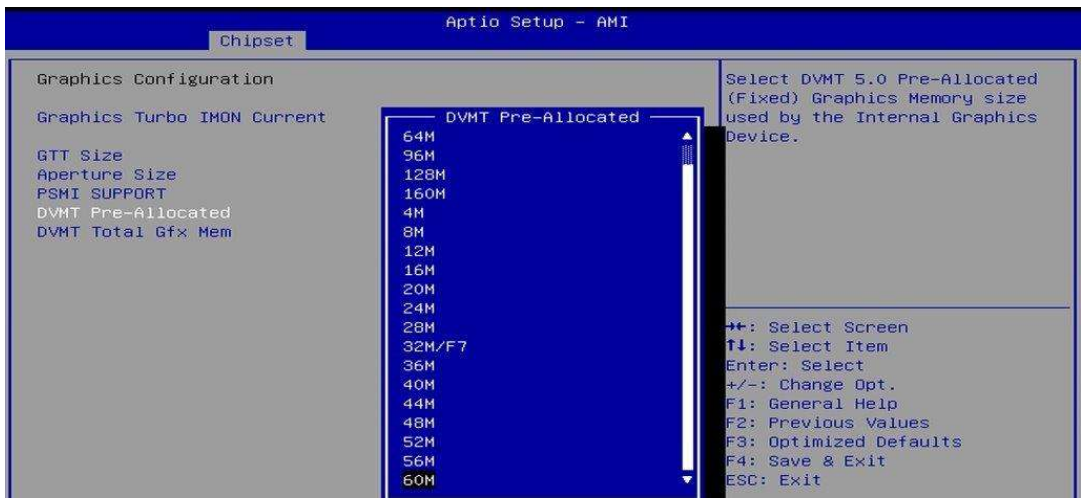 Aptio Setup – AMI
Chipset
Graphics Configuration
Graphics Turbo IMON Current
GTT Size
Aperture Size
PSMI SUPPORT
DVMT Pre-Allocated
DVMT Total Gfx Mem
DVMT Pre-Allocated
64M
96M
128M
160M
4M
8M
12M
16M
20M
24M
28M
32M/F7
36M
40M
44M
48M
52M
56M
60M
Select DVMT 5.0 Pre-Allocated
(Fixed) Graphics Memory size
used by the Internal Graphics
Device.
→←: Select Screen
↑↓: Select Item
Enter: Select
+/-: Change Opt.
F1: General Help
F2: Previous Values
F3: Optimized Defaults
F4: Save & Exit
ESC: Exit